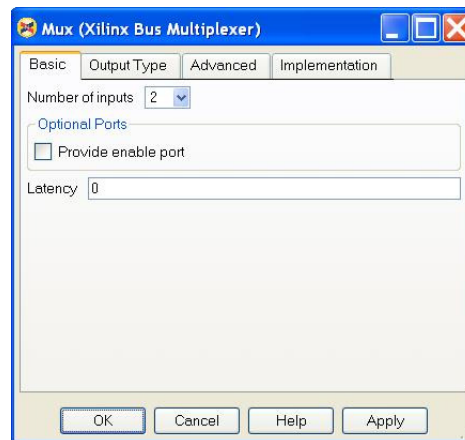 Mux (Xilinx Bus Multiplexer)
Basic Output Type Advanced Implementation
Number of inputs 2
Optional Ports
Provide enable port
Latency 0
OK Cancel Help Apply